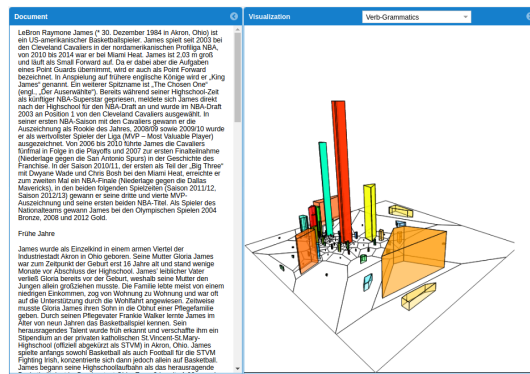 Document
Visualization
Verb-Grammatics
LeBron Raymone James (* 30. Dezember 1984 in Akron, Ohio) ist
ein US-amerikanischer Basketballspieler. James spielt seit 2003 bei
den Cleveland Cavaliers in der nordamerikanischen Profiliga NBA,
von 2010 bis 2014 war er bei Miami Heat. James ist 2,03 m groß
und läuft als Small Forward auf. Da er dabei aber die Aufgaben
eines Point Guards übernimmt, wird er auch als Point Forward
bezeichnet. In Anspielung auf frühere englische Könige wird er „King
James“ genannt. Ein weiterer Spitzname ist „The Chosen One“
(engl., „Der Auserwählte“). Bereits während seiner Highschool-Zeit
als künftiger NBA-Superstar gepriesen, meldete sich James direkt
nach der Highschool für den NBA-Draft an und wurde im NBA-Draft
2003 an Position 1 von den Cleveland Cavaliers ausgewählt. In
seiner ersten NBA-Saison mit den Cavaliers gewann er die
Auszeichnung als Rookie des Jahres, 2008/09 sowie 2009/10 wurde
er als wertvollster Spieler der Liga (MVP – Most Valuable Player)
ausgezeichnet. Von 2006 bis 2010 führte James die Cavaliers
fünfmal in Folge in die Playoffs und 2007 zur ersten Finalteilnahme
(Niederlage gegen die San Antonio Spurs) in der Geschichte des
Franchise. In der Saison 2010/11, der ersten als Teil der „Big Three“
mit Dwyane Wade und Chris Bosh bei den Miami Heat, erreichte er
zum zweiten Mal ein NBA-Finale (Niederlage gegen die Dallas
Mavericks), in den beiden folgenden Spielzeiten (Saison 2011/12,
Saison 2012/13) gewann er seine dritte und vierte MVP-
Auszeichnung und seine ersten beiden NBA-Titel. Als Spieler des
Nationalteams gewann James bei den Olympischen Spielen 2004
Bronze, 2008 und 2012 Gold.
Frühe Jahre
James wurde als Einzelkind in einem armen Viertel der
Industriestadt Akron in Ohio geboren. Seine Mutter Gloria James
war zum Zeitpunkt der Geburt erst 16 Jahre alt und stand wenige
Monate vor Abschluss der Highschool. James’ leiblicher Vater
verließ Gloria bereits vor der Geburt, weshalb seine Mutter den
Jungen allein großziehen musste. Die Familie lebte meist von einem
niedrigen Einkommen, zog von Wohnung zu Wohnung und war oft
auf die Unterstützung durch die Wohlfahrt angewiesen. Zeitweise
musste Gloria James ihren Sohn in die Obhut einer Pflegefamilie
geben. Durch seinen Pflegevater Frankie Walker lernte James im
Alter von neun Jahren das Basketballspiel kennen. Sein
herausragendes Talent wurde früh erkannt und verschaffte ihm ein
Stipendium an der privaten katholischen St.Vincent-St.Mary-
Highschool (offiziell abgekürzt als STVM) in Akron, Ohio. James
spielte anfangs sowohl Basketball als auch Football für die STVM
Fighting Irish, konzentrierte sich dann jedoch allein auf Basketball.
James begann seine Highschoollaufbahn als das herausragende